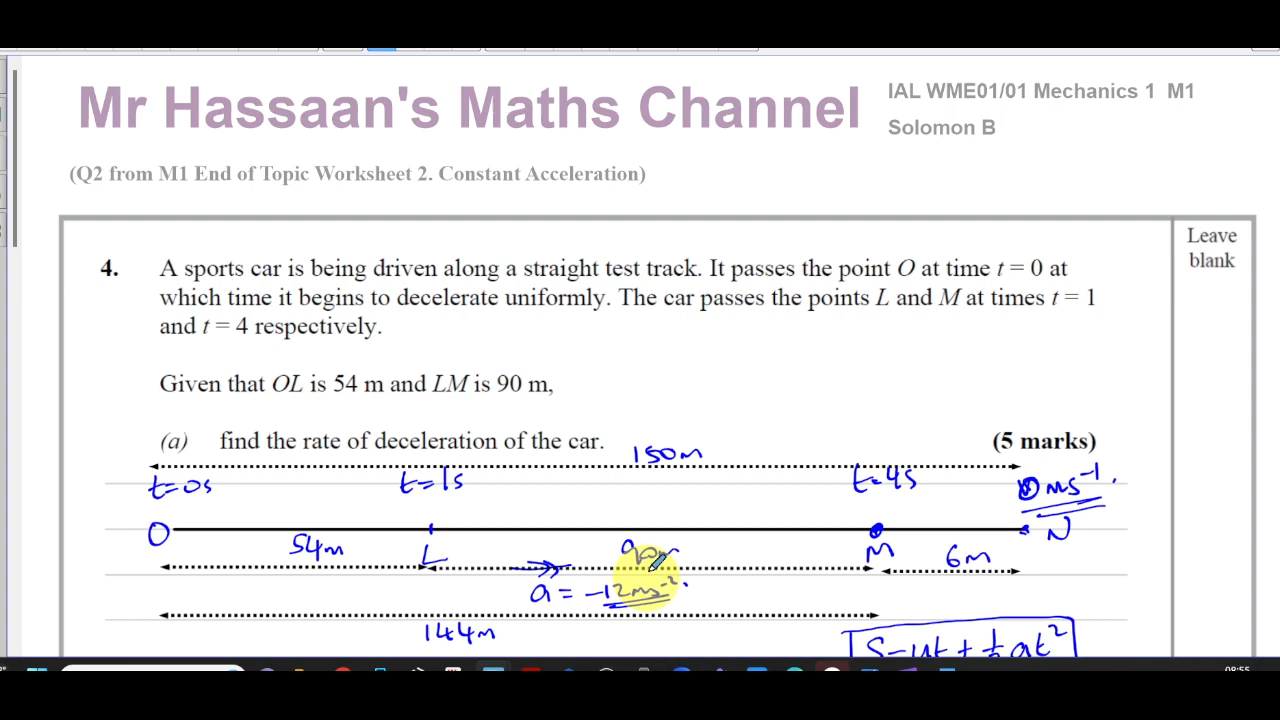 Mr Hassaan's Maths Channel
IAL WME01/01 Mechanics 1 M1
Solomon B
(Q2 from M1 End of Topic Worksheet 2. Constant Acceleration)
Leave
blank
4. A sports car is being driven along a straight test track. It passes the point O at time t = 0 at
which time it begins to decelerate uniformly. The car passes the points L and M at times t = 1
and t = 4 respectively.
Given that OL is 54 m and LM is 90 m,
(a) find the rate of deceleration of the car. (5 marks)
150m
t=0s t=1s t=4s 0ms⁻¹.
O 54m L 90m M 6m N
a = -12ms⁻².
144m
S=ut+½at²
08:55